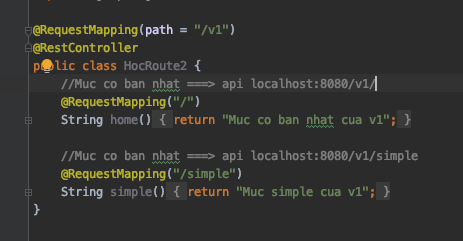 @RequestMapping(path = "/v1")
@RestController
public class HocRoute2 {
//Muc co ban nhat ===> api localhost:8080/v1/
@RequestMapping("/")
String home() { return "Muc co ban nhat cua v1"; }
//Muc co ban nhat ===> api localhost:8080/v1/simple
@RequestMapping("/simple")
String simple() { return "Muc simple cua v1"; }
}